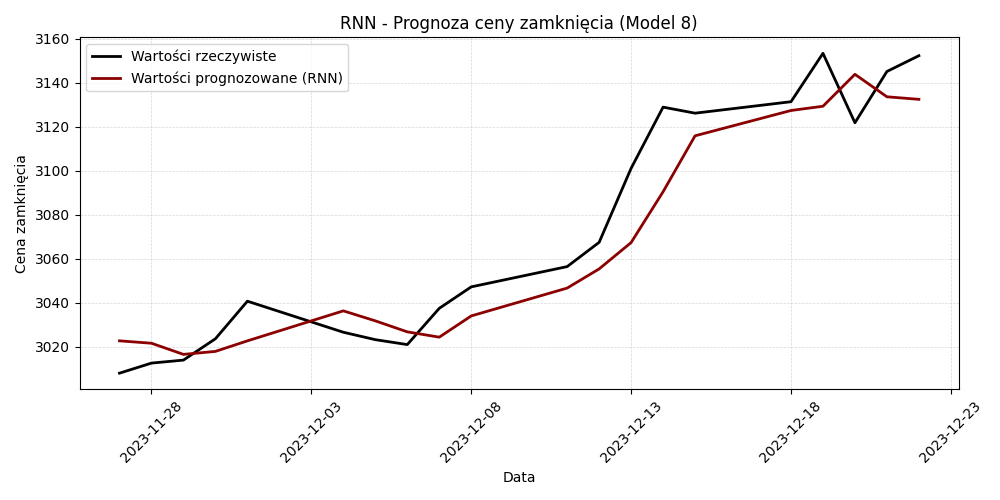 RNN - Prognoza ceny zamknięcia (Model 8)
Wartości rzeczywiste
Wartości prognozowane (RNN)
Cena zamknięcia
3160
3140
3120
3100
3080
3060
3040
3020
2023-11-28
2023-12-03
2023-12-08
2023-12-13
2023-12-18
2023-12-23
Data